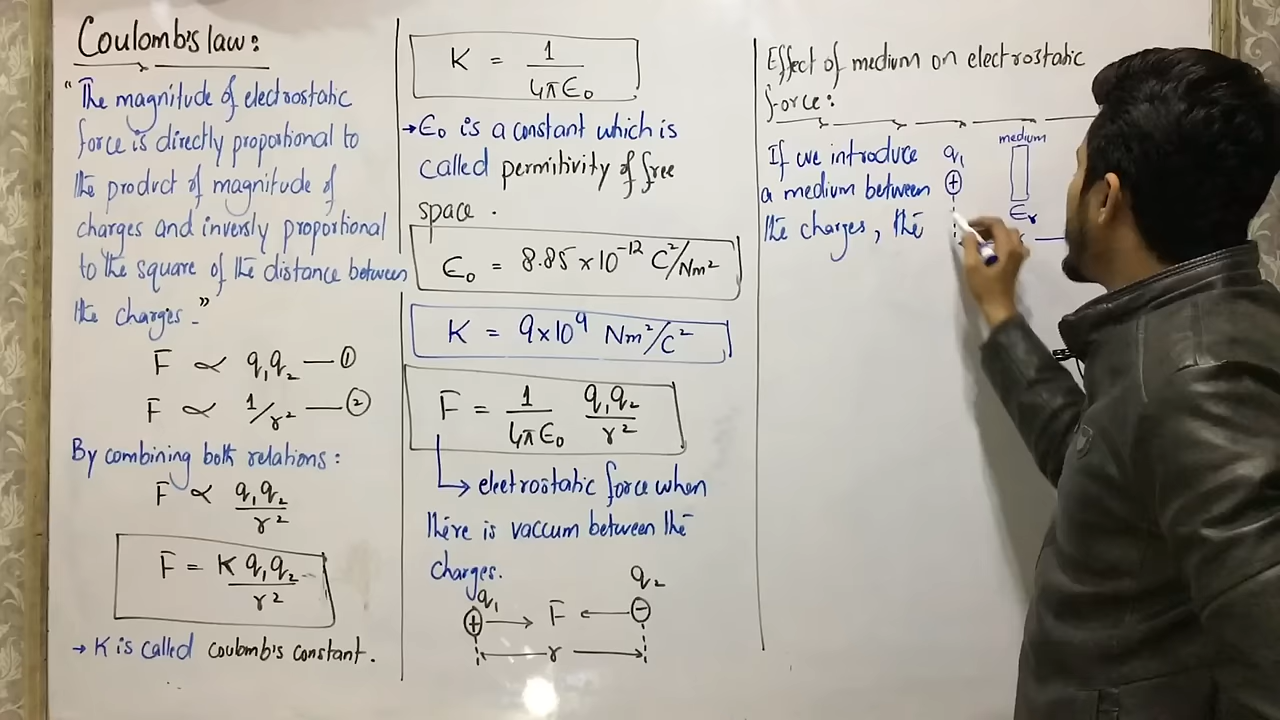 Coulomb's law:
"The magnitude of electrostatic
force is directly proportional to
the product of magnitude of
charges and inversly proportional
to the square of the distance between
the charges."
F ∝ q₁q₂ — ①
F ∝ 1/r² — ②
By combining both relations:
F ∝ q₁q₂/r²
F = K q₁q₂/r²
→ K is called coulomb's constant.
K = 1/4πϵ₀
→ ϵ₀ is a constant which is
called permitivity of free
space.
ϵ₀ = 8.85×10⁻¹² C²/Nm²
K = 9×10⁹ Nm²/C²
F = 1/4πϵ₀ q₁q₂/r²
→ eletrostatic force when
there is vaccum between the
charges.
q₁ q₂
+ → F ← −
r
Effect of medium on electrostatic
force:
If we introduce
a medium between
the charges, the
q₁ medium
+
ϵᵣ